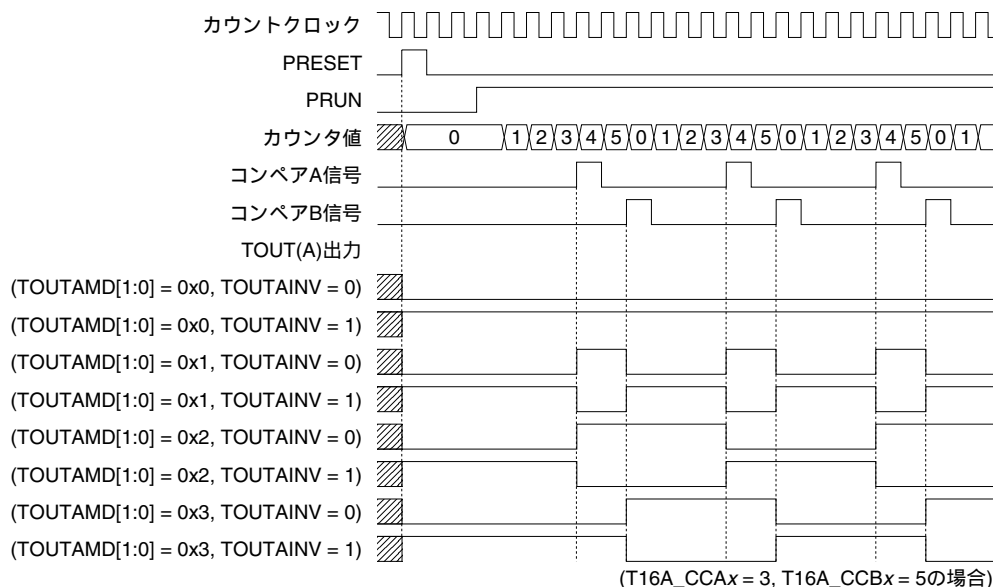 カウントクロック
PRESET
PRUN
カウンタ値 0 1 2 3 4 5 0 1 2 3 4 5 0 1 2 3 4 5 0 1
コンペアA信号
コンペアB信号
TOUT(A)出力
(TOUTAMD[1:0] = 0x0, TOUTAINV = 0)
(TOUTAMD[1:0] = 0x0, TOUTAINV = 1)
(TOUTAMD[1:0] = 0x1, TOUTAINV = 0)
(TOUTAMD[1:0] = 0x1, TOUTAINV = 1)
(TOUTAMD[1:0] = 0x2, TOUTAINV = 0)
(TOUTAMD[1:0] = 0x2, TOUTAINV = 1)
(TOUTAMD[1:0] = 0x3, TOUTAINV = 0)
(TOUTAMD[1:0] = 0x3, TOUTAINV = 1)
(T16A_CCAx = 3, T16A_CCBx = 5の場合)